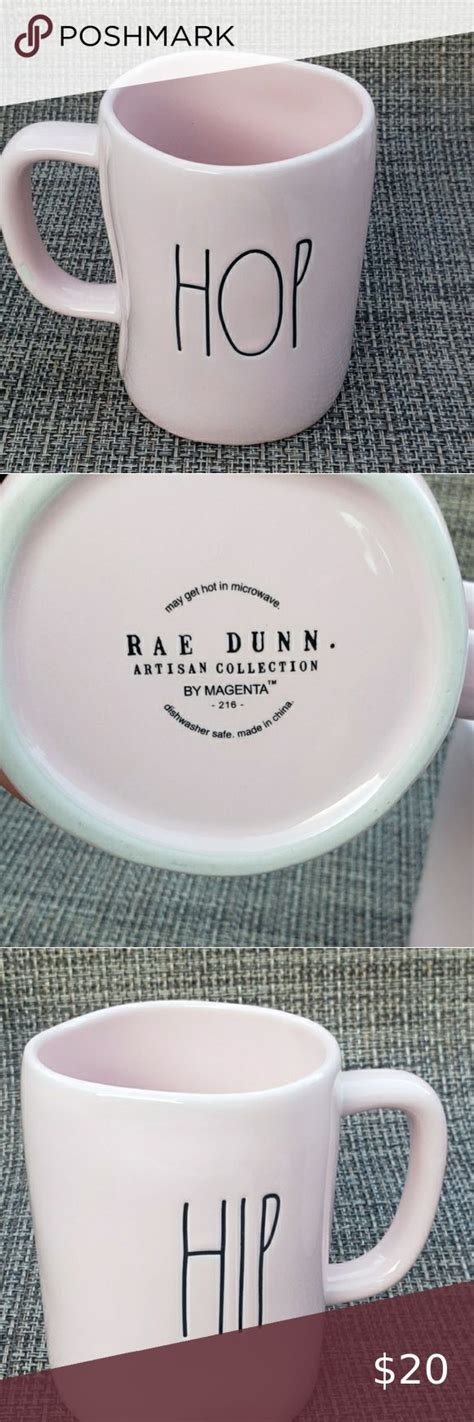 POSHMARK
HOP
may get hot in microwave.
RAE DUNN.
ARTISAN COLLECTION
BY MAGENTA™
- 216 -
dishwasher safe. made in china.
HIP
$20